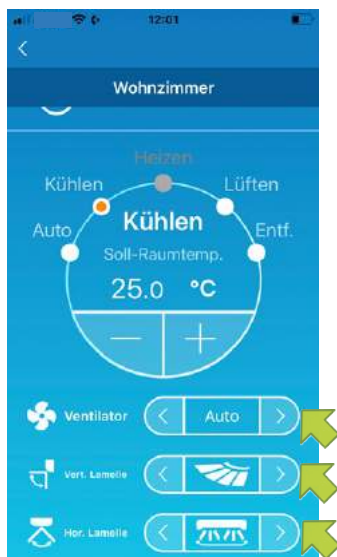 12:01
Wohnzimmer
Heizen
Kühlen
Lüften
Auto
Kühlen
Entf.
Soll-Raumtemp.
25.0 °C
Ventilator
Auto
Vert. Lamelle
Hor. Lamelle